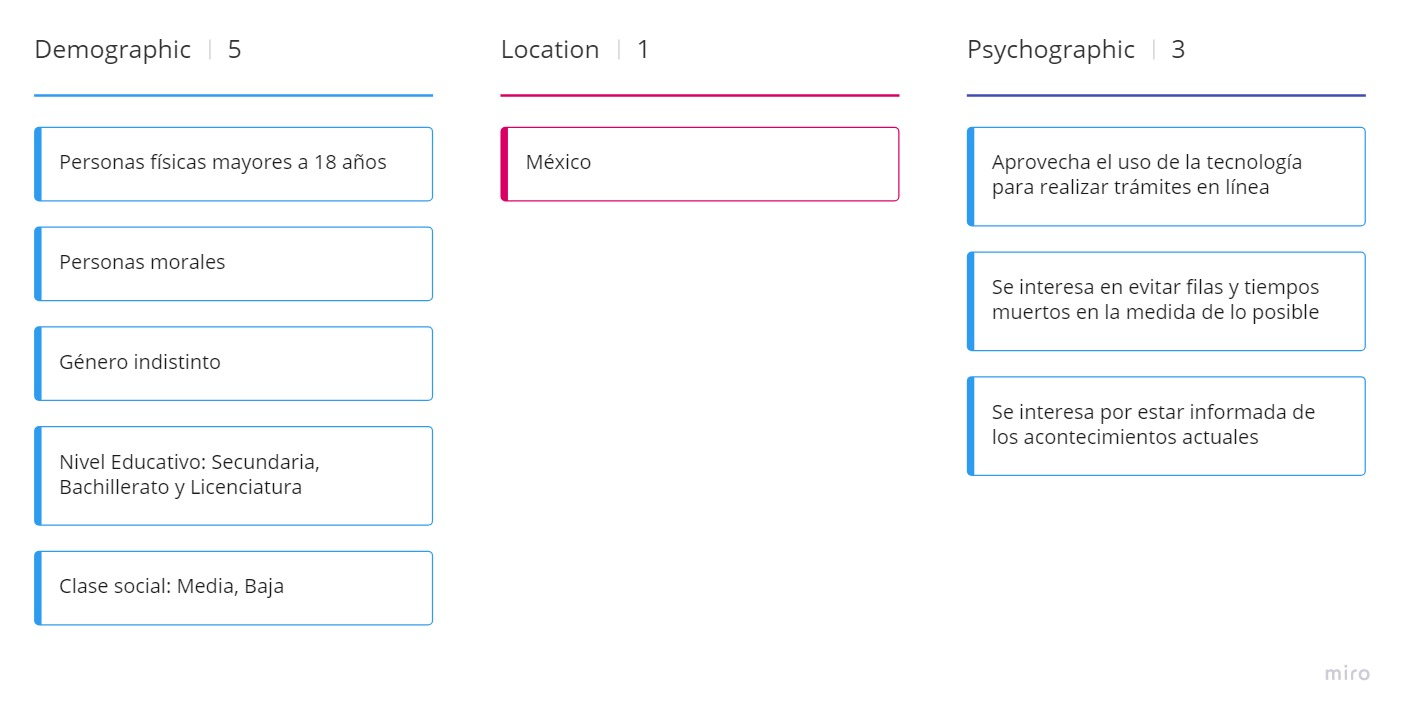 Demographic | 5
Personas físicas mayores a 18 años
Personas morales
Género indistinto
Nivel Educativo: Secundaria,
Bachillerato y Licenciatura
Clase social: Media, Baja
Location | 1
México
Psychographic | 3
Aprovecha el uso de la tecnología
para realizar trámites en línea
Se interesa en evitar filas y tiempos
muertos en la medida de lo posible
Se interesa por estar informada de
los acontecimientos actuales
miro